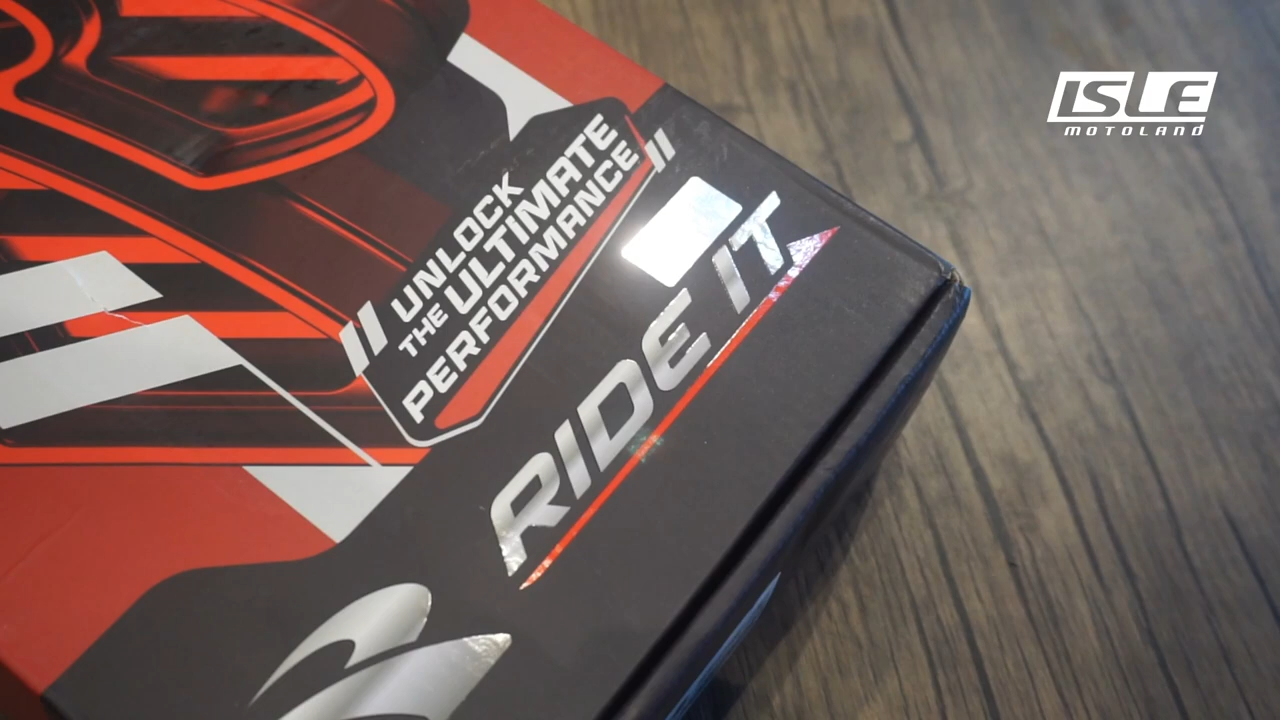 ISLE
MOTOLAND
UNLOCK
THE ULTIMATE
PERFORMANCE
RIDE IT